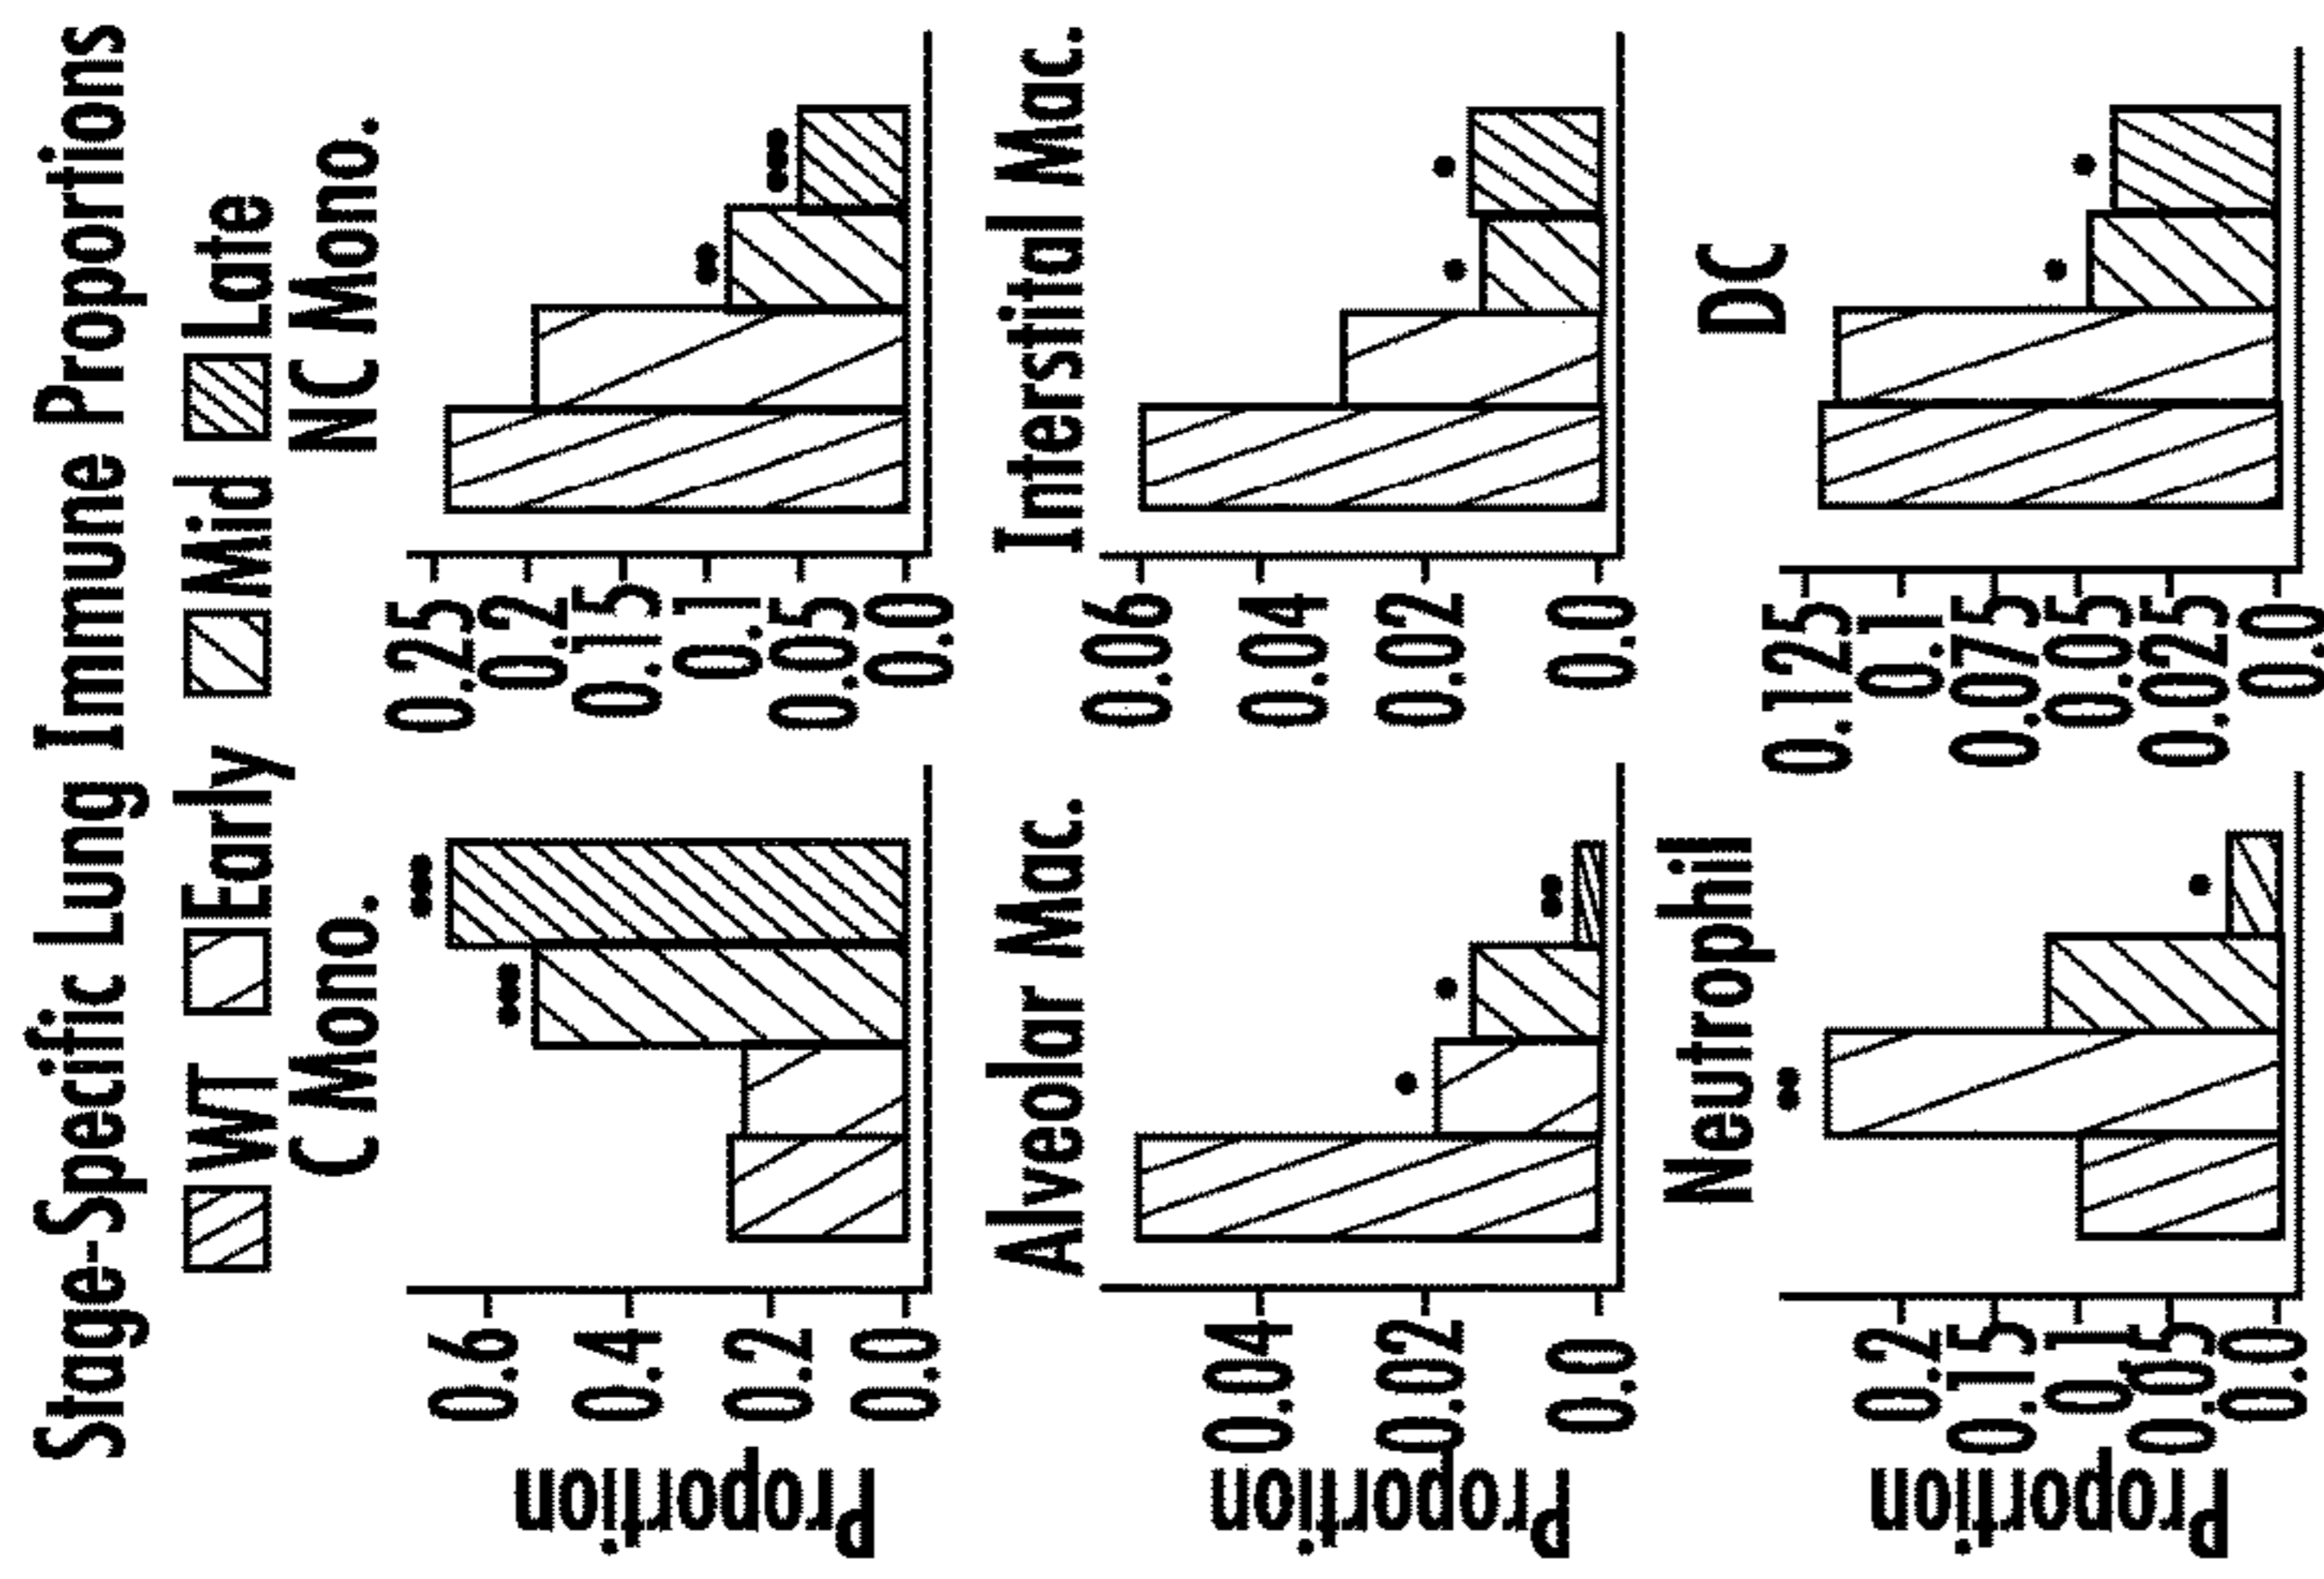 Stage-Specific Lung Immune Proportions
WT Early Mid Late
C Mono.
NC Mono.
Proportion
0.6
0.4
0.2
0.0
0.25
0.2
0.15
0.1
0.05
0.0
Alveolar Mac.
Interstital Mac.
Proportion
0.04
0.02
0.0
0.06
0.04
0.02
0.0
Neutrophil
DC
Proportion
0.2
0.15
0.1
0.05
0.0
0.125
0.1
0.075
0.05
0.025
0.0